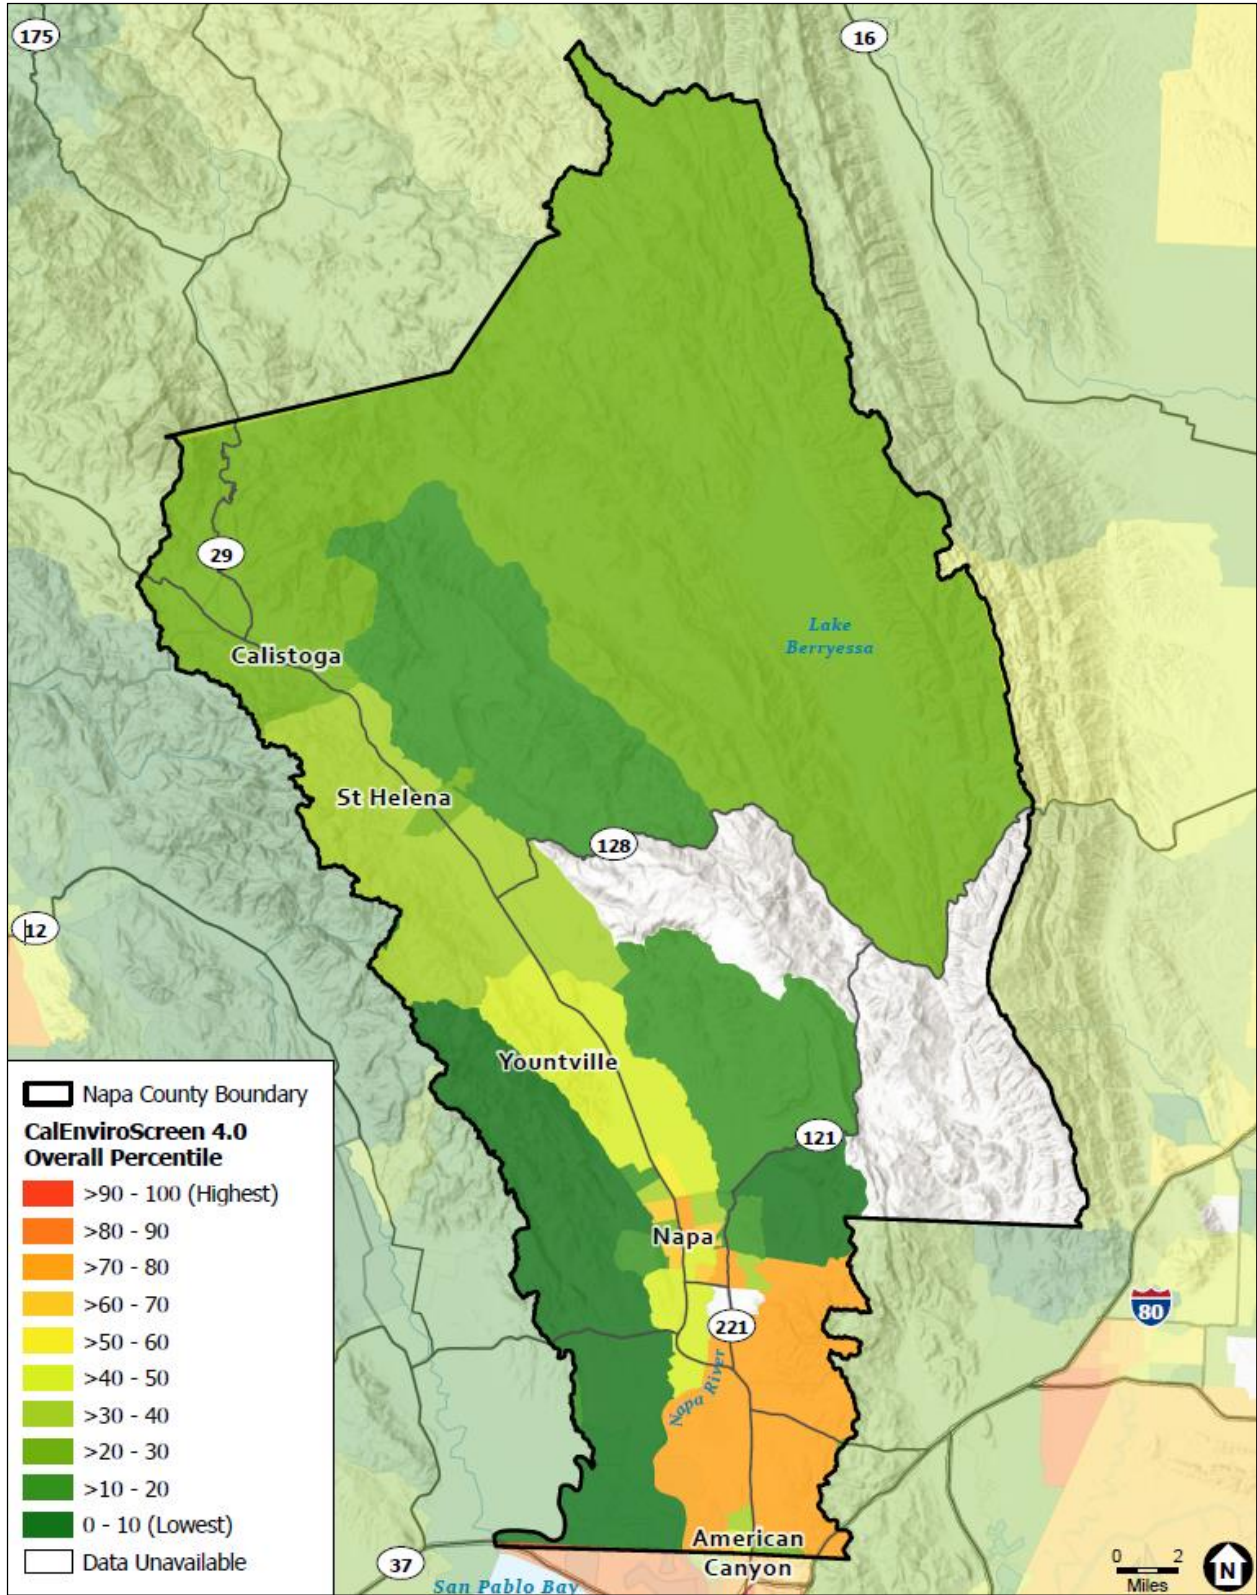 175
16
29
Calistoga
Lake
Berryessa
St Helena
128
12
Yountville
121
Napa
221
Napa River
80
American
Canyon
37
San Pablo Bay
Napa County Boundary
CalEnviroScreen 4.0
Overall Percentile
>90 - 100 (Highest)
>80 - 90
>70 - 80
>60 - 70
>50 - 60
>40 - 50
>30 - 40
>20 - 30
>10 - 20
0 - 10 (Lowest)
Data Unavailable
0 2
Miles
N